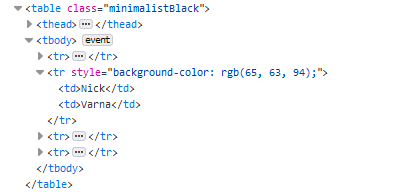 <table class="minimalistBlack">
<thead>···</thead>
<tbody> event
<tr>···</tr>
<tr style="background-color: rgb(65, 63, 94);">
<td>Nick</td>
<td>Varna</td>
</tr>
<tr>···</tr>
<tr>···</tr>
</tbody>
</table>